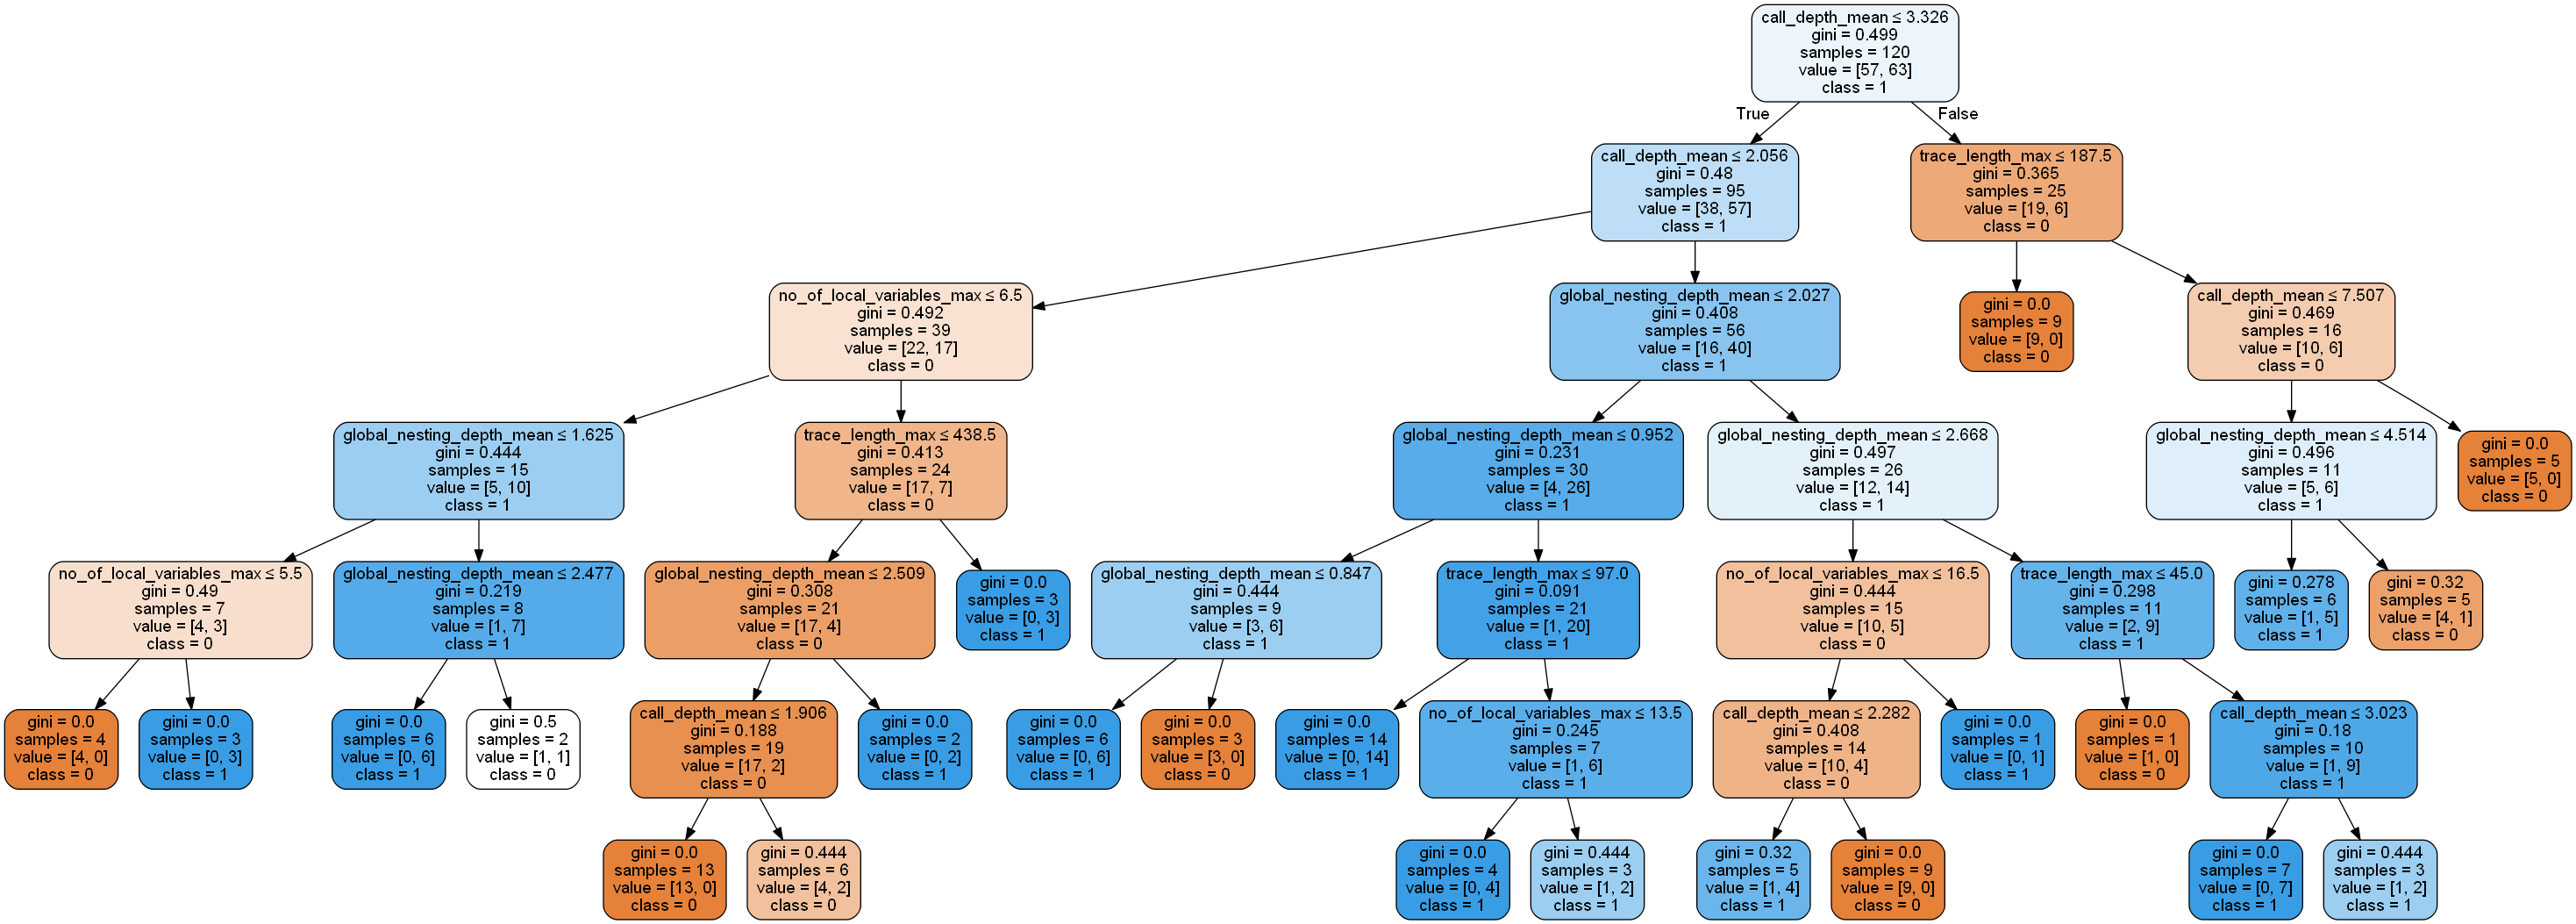 call_depth_mean ≤ 3.326
gini = 0.499
samples = 120
value = [57, 63]
class = 1
True
False
call_depth_mean ≤ 2.056
gini = 0.48
samples = 95
value = [38, 57]
class = 1
trace_length_max ≤ 187.5
gini = 0.365
samples = 25
value = [19, 6]
class = 0
no_of_local_variables_max ≤ 6.5
gini = 0.492
samples = 39
value = [22, 17]
class = 0
global_nesting_depth_mean ≤ 2.027
gini = 0.408
samples = 56
value = [16, 40]
class = 1
gini = 0.0
samples = 9
value = [9, 0]
class = 0
call_depth_mean ≤ 7.507
gini = 0.469
samples = 16
value = [10, 6]
class = 0
global_nesting_depth_mean ≤ 1.625
gini = 0.444
samples = 15
value = [5, 10]
class = 1
trace_length_max ≤ 438.5
gini = 0.413
samples = 24
value = [17, 7]
class = 0
global_nesting_depth_mean ≤ 0.952
gini = 0.231
samples = 30
value = [4, 26]
class = 1
global_nesting_depth_mean ≤ 2.668
gini = 0.497
samples = 26
value = [12, 14]
class = 1
global_nesting_depth_mean ≤ 4.514
gini = 0.496
samples = 11
value = [5, 6]
class = 1
gini = 0.0
samples = 5
value = [5, 0]
class = 0
no_of_local_variables_max ≤ 5.5
gini = 0.49
samples = 7
value = [4, 3]
class = 0
global_nesting_depth_mean ≤ 2.477
gini = 0.219
samples = 8
value = [1, 7]
class = 1
global_nesting_depth_mean ≤ 2.509
gini = 0.308
samples = 21
value = [17, 4]
class = 0
gini = 0.0
samples = 3
value = [0, 3]
class = 1
global_nesting_depth_mean ≤ 0.847
gini = 0.444
samples = 9
value = [3, 6]
class = 1
trace_length_max ≤ 97.0
gini = 0.091
samples = 21
value = [1, 20]
class = 1
no_of_local_variables_max ≤ 16.5
gini = 0.444
samples = 15
value = [10, 5]
class = 0
trace_length_max ≤ 45.0
gini = 0.298
samples = 11
value = [2, 9]
class = 1
gini = 0.278
samples = 6
value = [1, 5]
class = 1
gini = 0.32
samples = 5
value = [4, 1]
class = 0
gini = 0.0
samples = 4
value = [4, 0]
class = 0
gini = 0.0
samples = 3
value = [0, 3]
class = 1
gini = 0.0
samples = 6
value = [0, 6]
class = 1
gini = 0.5
samples = 2
value = [1, 1]
class = 0
call_depth_mean ≤ 1.906
gini = 0.188
samples = 19
value = [17, 2]
class = 0
gini = 0.0
samples = 2
value = [0, 2]
class = 1
gini = 0.0
samples = 6
value = [0, 6]
class = 1
gini = 0.0
samples = 3
value = [3, 0]
class = 0
gini = 0.0
samples = 14
value = [0, 14]
class = 1
no_of_local_variables_max ≤ 13.5
gini = 0.245
samples = 7
value = [1, 6]
class = 1
call_depth_mean ≤ 2.282
gini = 0.408
samples = 14
value = [10, 4]
class = 0
gini = 0.0
samples = 1
value = [0, 1]
class = 1
gini = 0.0
samples = 1
value = [1, 0]
class = 0
call_depth_mean ≤ 3.023
gini = 0.18
samples = 10
value = [1, 9]
class = 1
gini = 0.0
samples = 13
value = [13, 0]
class = 0
gini = 0.444
samples = 6
value = [4, 2]
class = 0
gini = 0.0
samples = 4
value = [0, 4]
class = 1
gini = 0.444
samples = 3
value = [1, 2]
class = 1
gini = 0.32
samples = 5
value = [1, 4]
class = 1
gini = 0.0
samples = 9
value = [9, 0]
class = 0
gini = 0.0
samples = 7
value = [0, 7]
class = 1
gini = 0.444
samples = 3
value = [1, 2]
class = 1